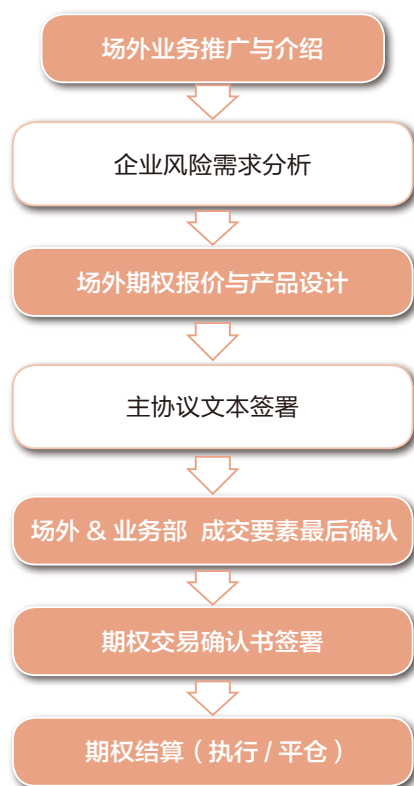 场外业务推广与介绍
企业风险需求分析
场外期权报价与产品设计
主协议文本签署
场外 & 业务部 成交要素最后确认
期权交易确认书签署
期权结算（执行 / 平仓）